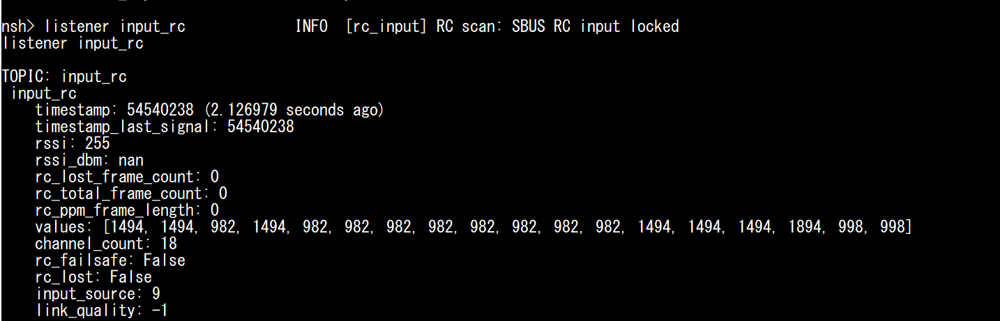 nsh> listener input_rc INFO [rc_input] RC scan: SBUS RC input locked
listener input_rc
TOPIC: input_rc
input_rc
timestamp: 54540238 (2.126979 seconds ago)
timestamp_last_signal: 54540238
rssi: 255
rssi_dbm: nan
rc_lost_frame_count: 0
rc_total_frame_count: 0
rc_ppm_frame_length: 0
values: [1494, 1494, 982, 1494, 982, 982, 982, 982, 982, 982, 982, 982, 1494, 1494, 1494, 1894, 998, 998]
channel_count: 18
rc_failsafe: False
rc_lost: False
input_source: 9
link_quality: -1